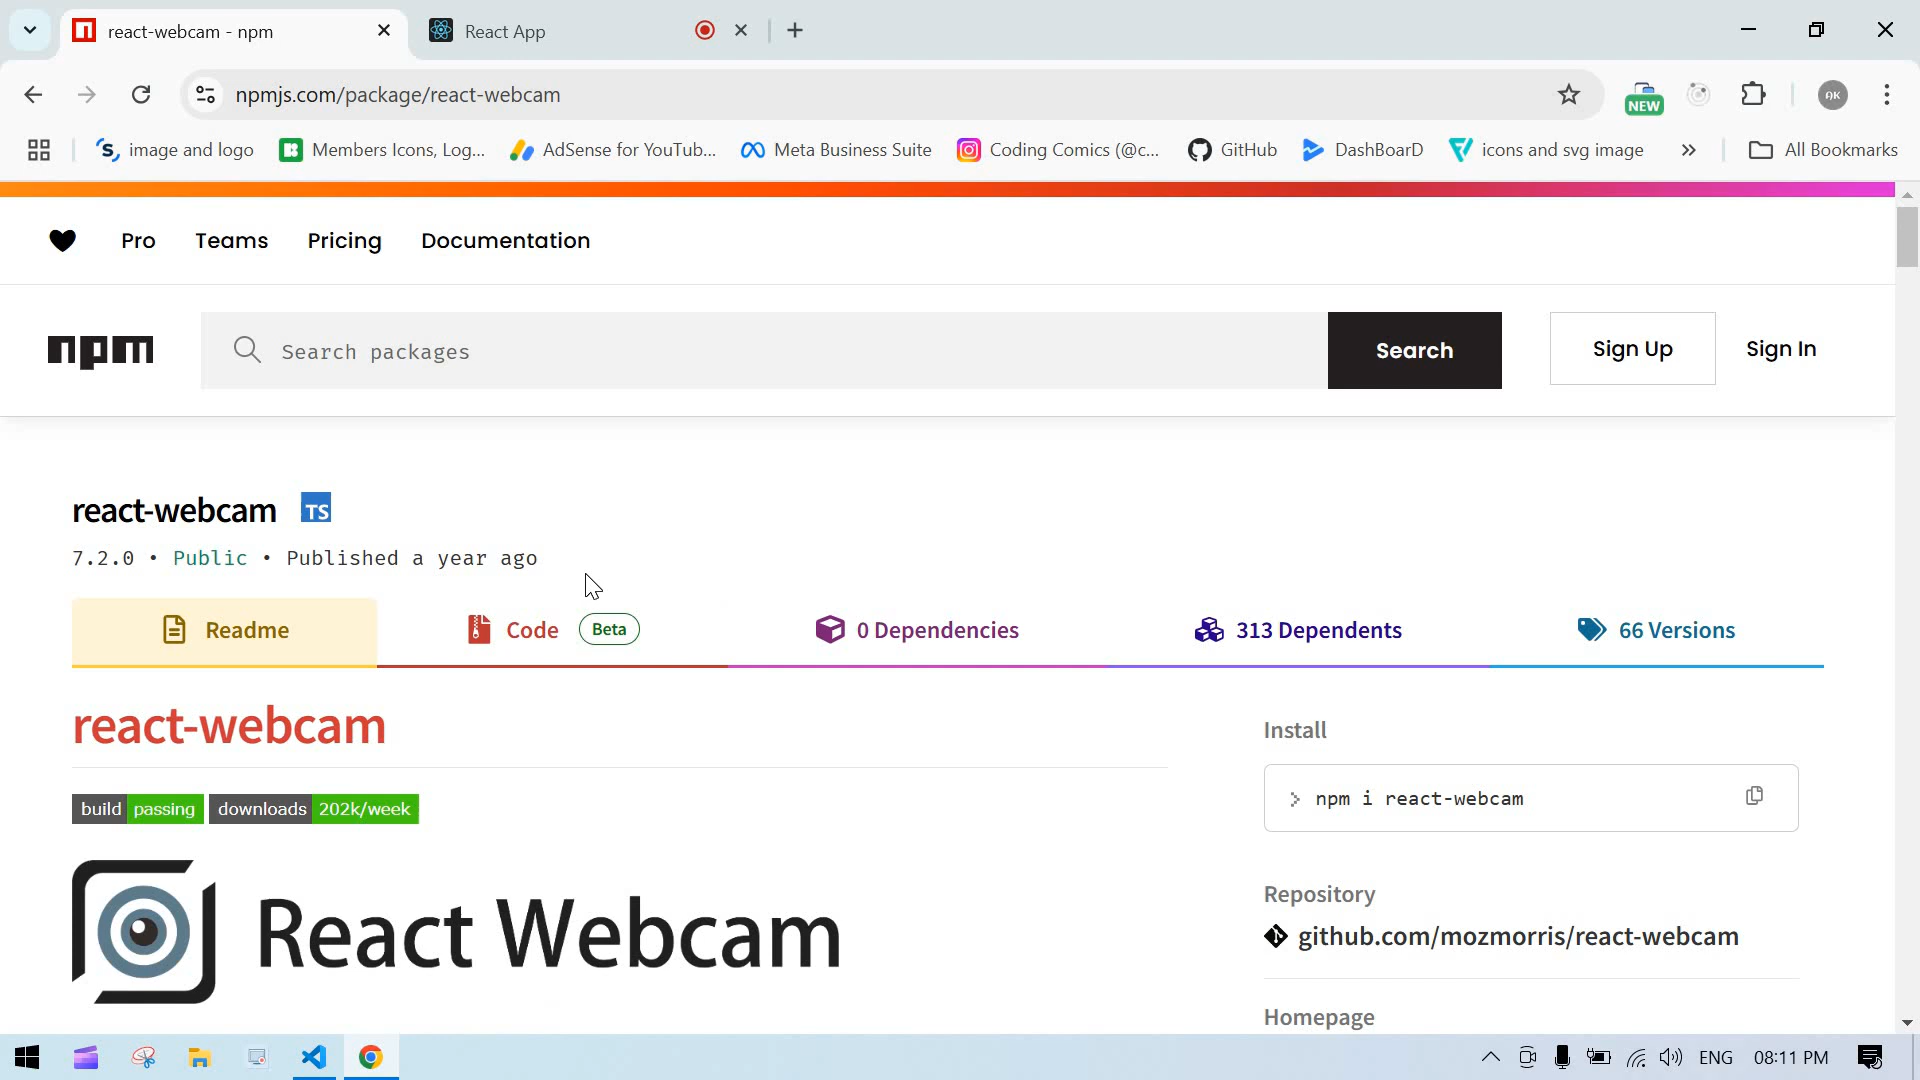 react-webcam - npm
React App
npmjs.com/package/react-webcam
NEW
AK
image and logo
Members Icons, Log...
AdSense for YouTub...
Meta Business Suite
Coding Comics (@c...
GitHub
DashBoarD
icons and svg image
All Bookmarks
Pro
Teams
Pricing
Documentation
npm
Search packages
Search
Sign Up
Sign In
react-webcam TS
7.2.0 • Public • Published a year ago
Readme
Code Beta
0 Dependencies
313 Dependents
66 Versions
react-webcam
build passing downloads 202k/week
React Webcam
Install
> npm i react-webcam
Repository
github.com/mozmorris/react-webcam
Homepage
ENG
08:11 PM